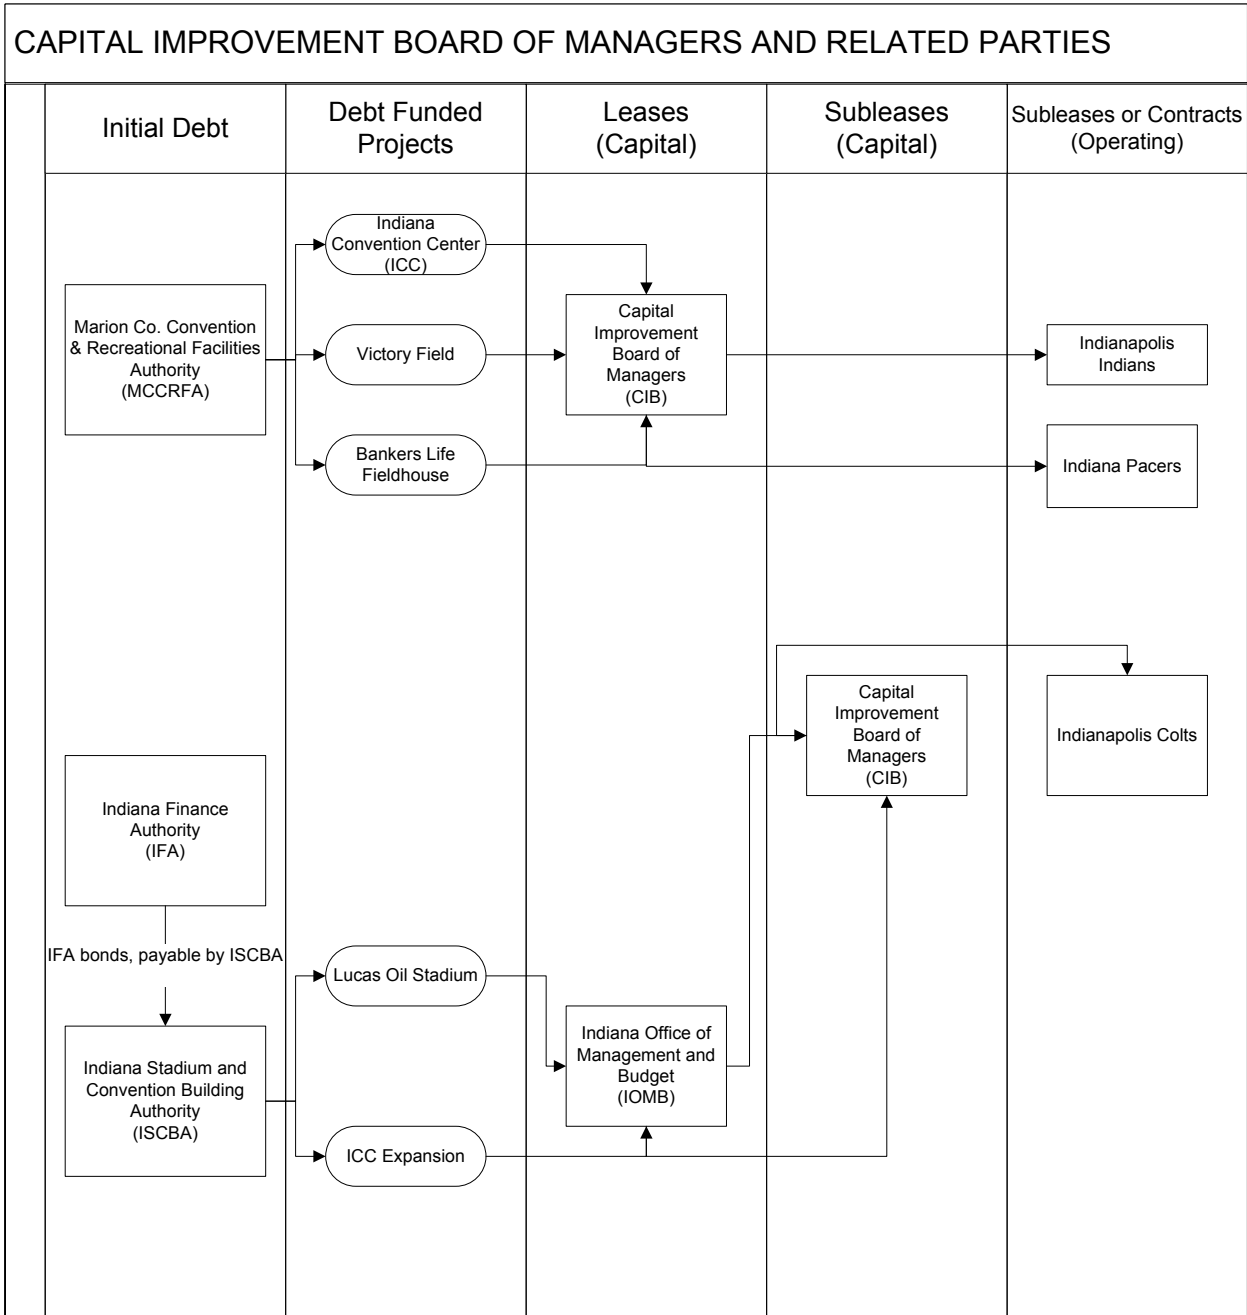 CAPITAL IMPROVEMENT BOARD OF MANAGERS AND RELATED PARTIES
Initial Debt
Debt Funded
Projects
Leases
(Capital)
Subleases
(Capital)
Subleases or Contracts
(Operating)
Indiana
Convention Center
(ICC)
Marion Co. Convention
& Recreational Facilities
Authority
(MCCRFA)
Victory Field
Capital
Improvement
Board of
Managers
(CIB)
Indianapolis
Indians
Bankers Life
Fieldhouse
Indiana Pacers
Capital
Improvement
Board of
Managers
(CIB)
Indianapolis Colts
Indiana Finance
Authority
(IFA)
IFA bonds, payable by ISCBA
Lucas Oil Stadium
Indiana Stadium and
Convention Building
Authority
(ISCBA)
Indiana Office of
Management and
Budget
(IOMB)
ICC Expansion